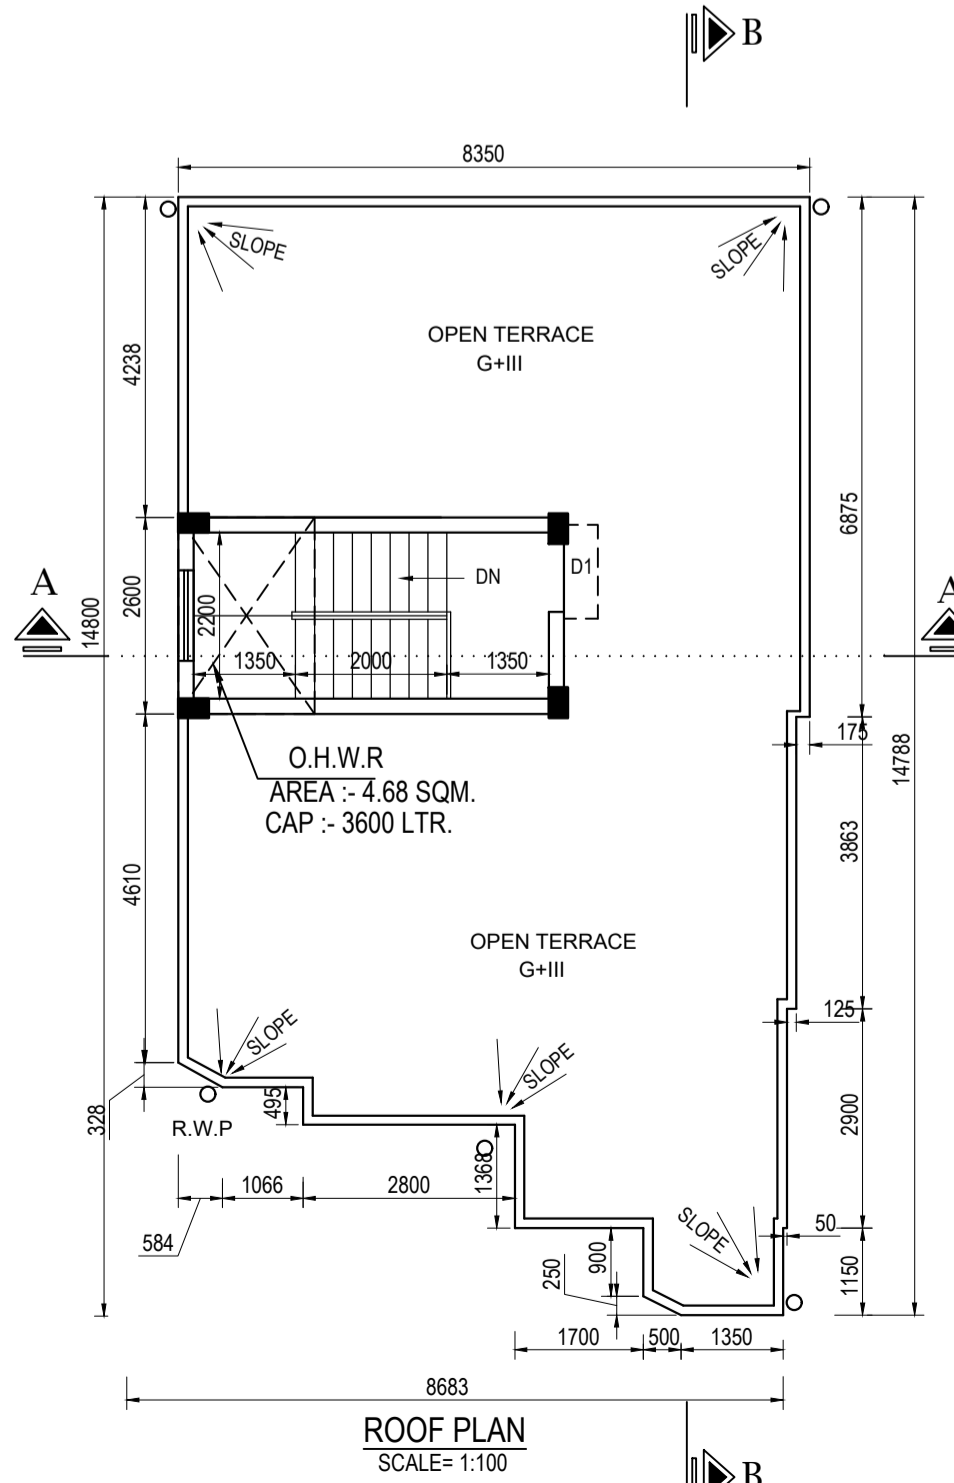 B
8350
SLOPE
SLOPE
OPEN TERRACE
G+III
4238
6875
A
14800
2600
2200
DN
D1
A
1350
2000
1350
175
14788
O.H.W.R
AREA :- 4.68 SQM.
CAP :- 3600 LTR.
3863
4610
OPEN TERRACE
G+III
125
SLOPE
SLOPE
328
495
R.W.P
1368
2900
1066
2800
584
SLOPE
50
900
250
1150
1700
500
1350
8683
ROOF PLAN
SCALE= 1:100
B